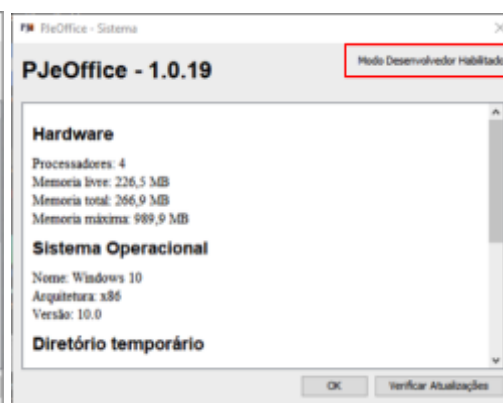 PJeOffice - Sistema
PJeOffice - 1.0.19
Modo Desenvolvedor Habilitado
Hardware
Processadores: 4
Memoria livre: 226,5 MB
Memoria total: 266,9 MB
Memoria máxima: 989,9 MB
Sistema Operacional
Nome: Windows 10
Arquitetura: x86
Versão: 10.0
Diretório temporário
OK
Verificar Atualizações